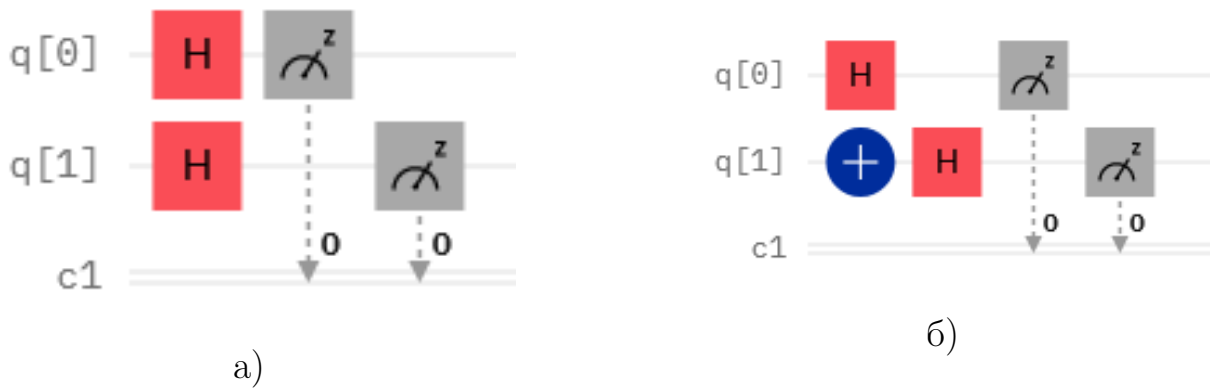 q[0] H z
q[1] H z
0 0
c1
а)
q[0] H z
q[1] + H z
0 0
c1
б)